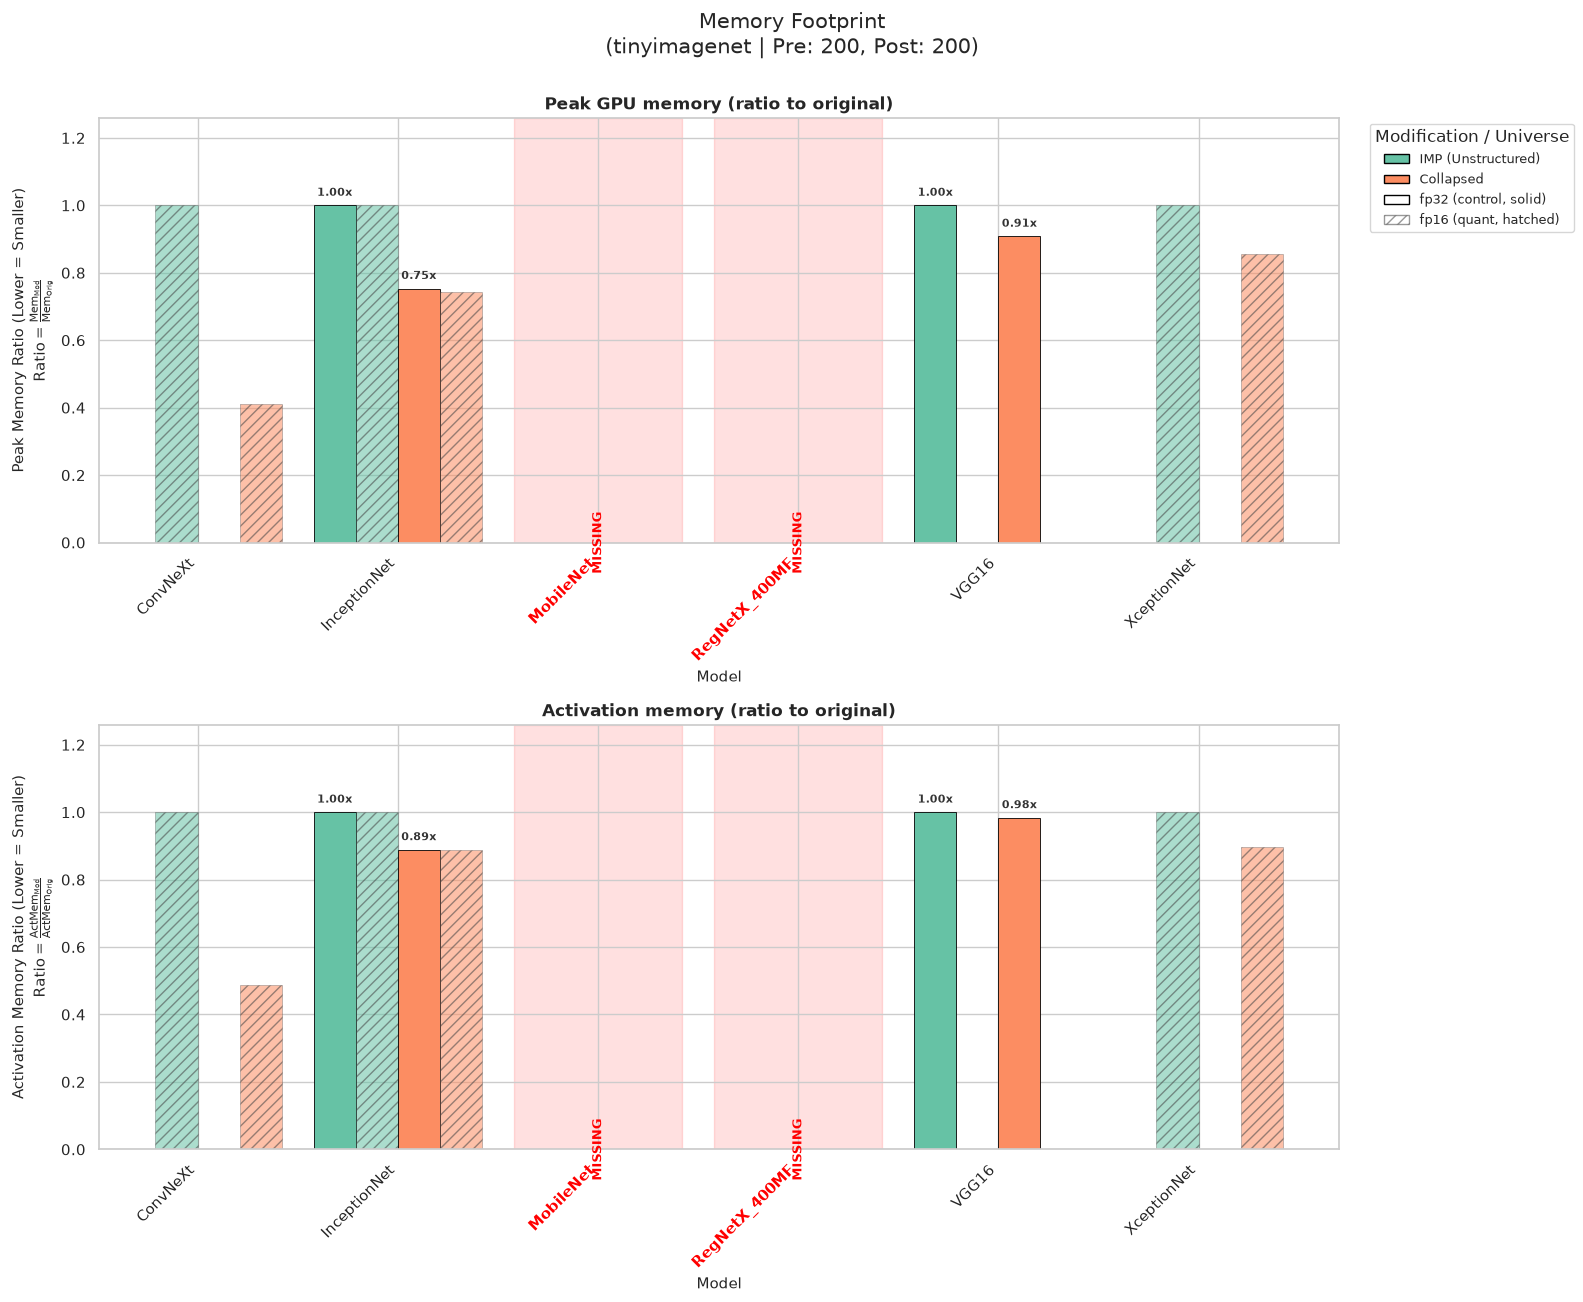 Memory Footprint
(tinyimagenet | Pre: 200, Post: 200)
Peak GPU memory (ratio to original)
Peak Memory Ratio (Lower = Smaller)
Ratio = Mem_Mod / Mem_Orig
1.2
1.0
0.8
0.6
0.4
0.2
0.0
1.00x
0.75x
1.00x
0.91x
MISSING
MISSING
ConvNeXt
InceptionNet
MobileNet
RegNetX_400MF
VGG16
XceptionNet
Model
Modification / Universe
IMP (Unstructured)
Collapsed
fp32 (control, solid)
fp16 (quant, hatched)
Activation memory (ratio to original)
Activation Memory Ratio (Lower = Smaller)
Ratio = ActMem_Mod / ActMem_Orig
1.2
1.0
0.8
0.6
0.4
0.2
0.0
1.00x
0.89x
1.00x
0.98x
MISSING
MISSING
ConvNeXt
InceptionNet
MobileNet
RegNetX_400MF
VGG16
XceptionNet
Model